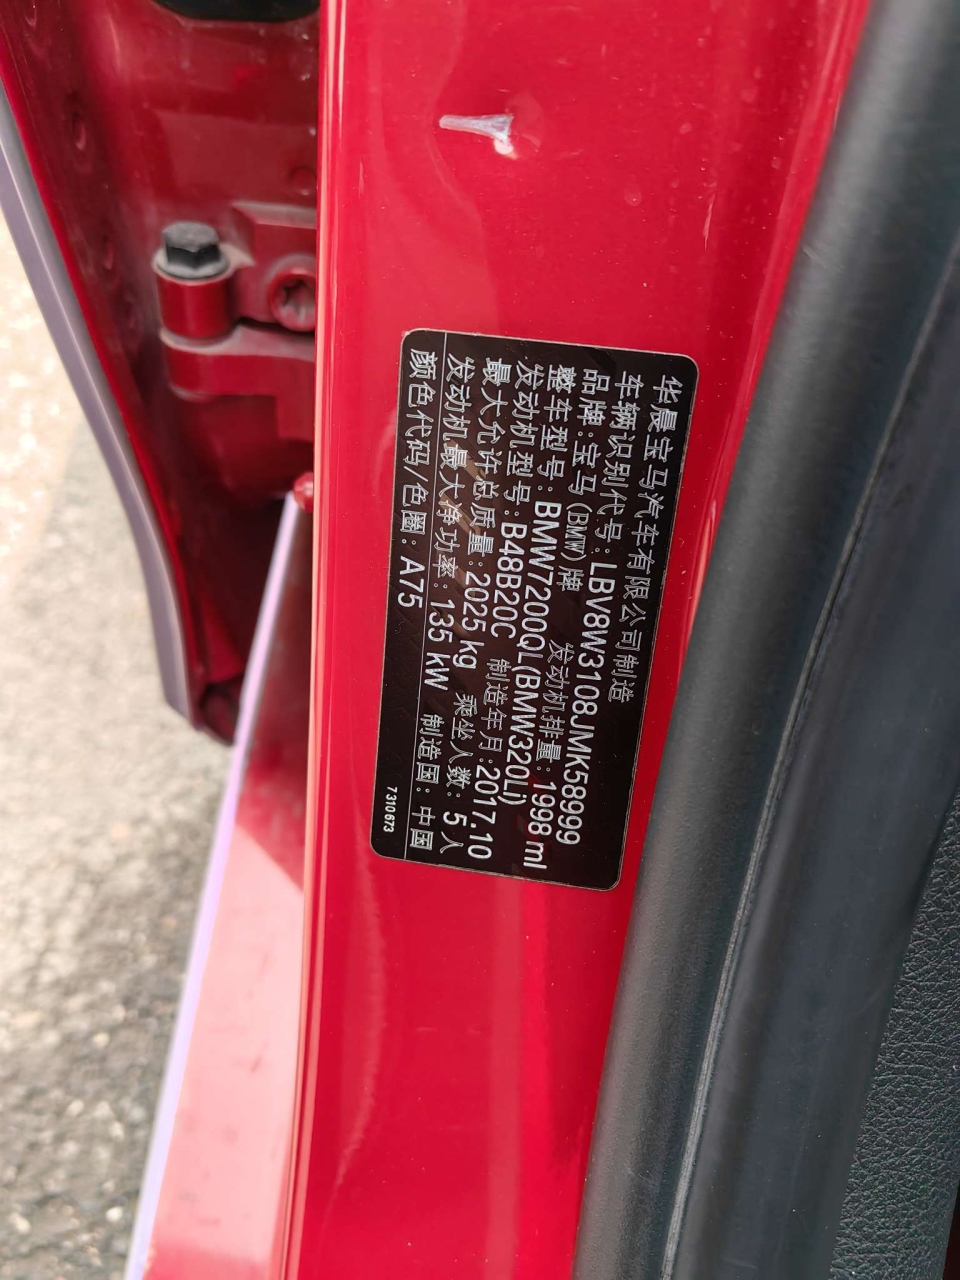 华晨宝马汽车有限公司制造
车辆识别代号:LBV8W3108JMK58999
品牌:宝马(BMW)牌 发动机排量:1998 ml
整车型号:BMW7200QL(BMW320Li)
发动机型号:B48B20C 制造年月:2017.10
最大允许总质量:2025 kg 乘坐人数:5人
发动机最大净功率:135 kW
颜色代码/色圈:A75 制造国:中国
7 310 673